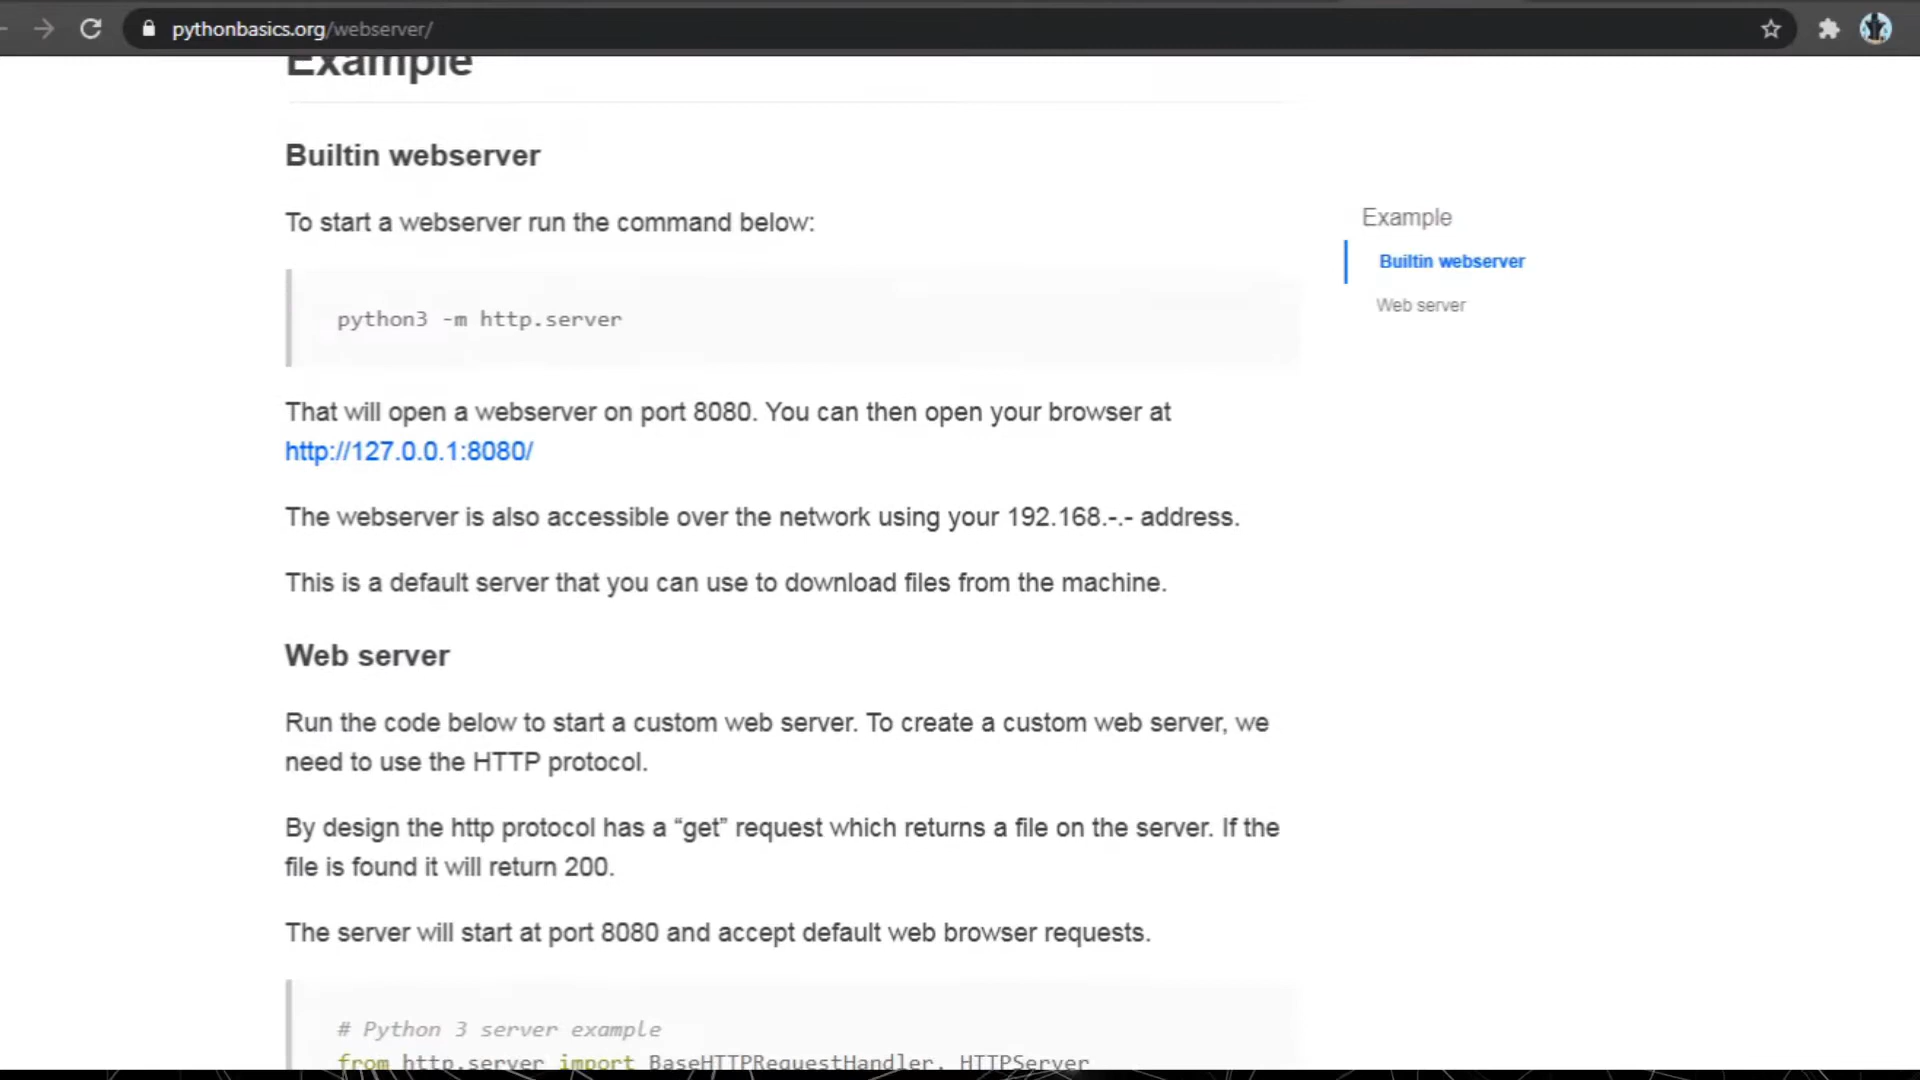 pythonbasics.org/webserver/
Example
Builtin webserver
To start a webserver run the command below:
Example
Builtin webserver
Web server
python3 -m http.server
That will open a webserver on port 8080. You can then open your browser at
http://127.0.0.1:8080/
The webserver is also accessible over the network using your 192.168.-.- address.
This is a default server that you can use to download files from the machine.
Web server
Run the code below to start a custom web server. To create a custom web server, we
need to use the HTTP protocol.
By design the http protocol has a “get” request which returns a file on the server. If the
file is found it will return 200.
The server will start at port 8080 and accept default web browser requests.
# Python 3 server example
from http.server import BaseHTTPRequestHandler, HTTPServer